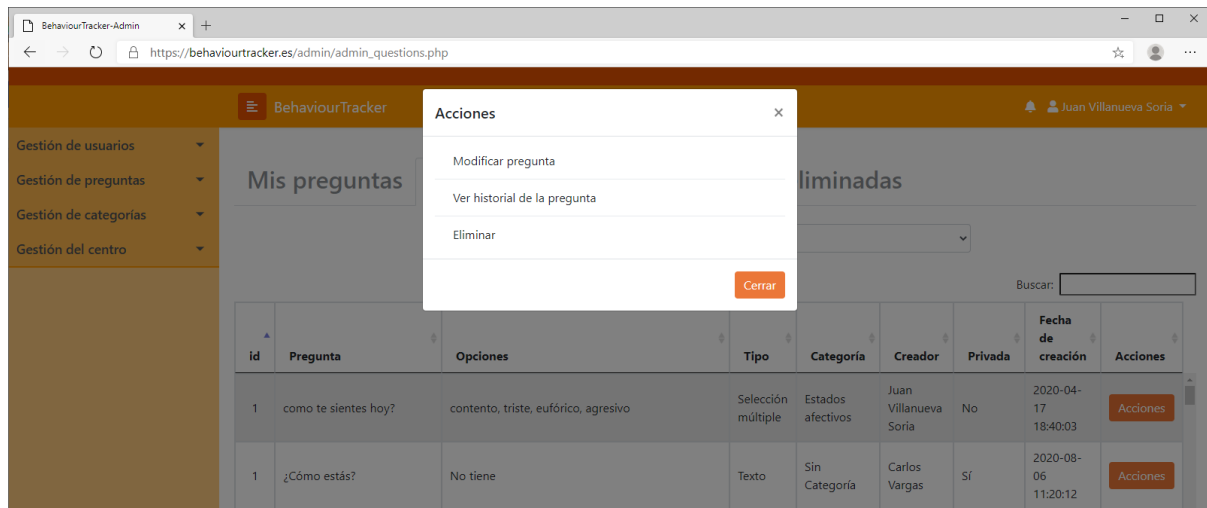 BehaviourTracker-Admin
https://behaviourtracker.es/admin/admin_questions.php
BehaviourTracker
Juan Villanueva Soria
Gestión de usuarios
Gestión de preguntas
Gestión de categorías
Gestión del centro
Mis preguntas
liminadas
Acciones
Modificar pregunta
Ver historial de la pregunta
Eliminar
Cerrar
Buscar:
id Pregunta Opciones Tipo Categoría Creador Privada Fecha de creación Acciones
1 como te sientes hoy? contento, triste, eufórico, agresivo Selección múltiple Estados afectivos Juan Villanueva Soria No 2020-04-17 18:40:03 Acciones
1 ¿Cómo estás? No tiene Texto Sin Categoría Carlos Vargas Sí 2020-08-06 11:20:12 Acciones